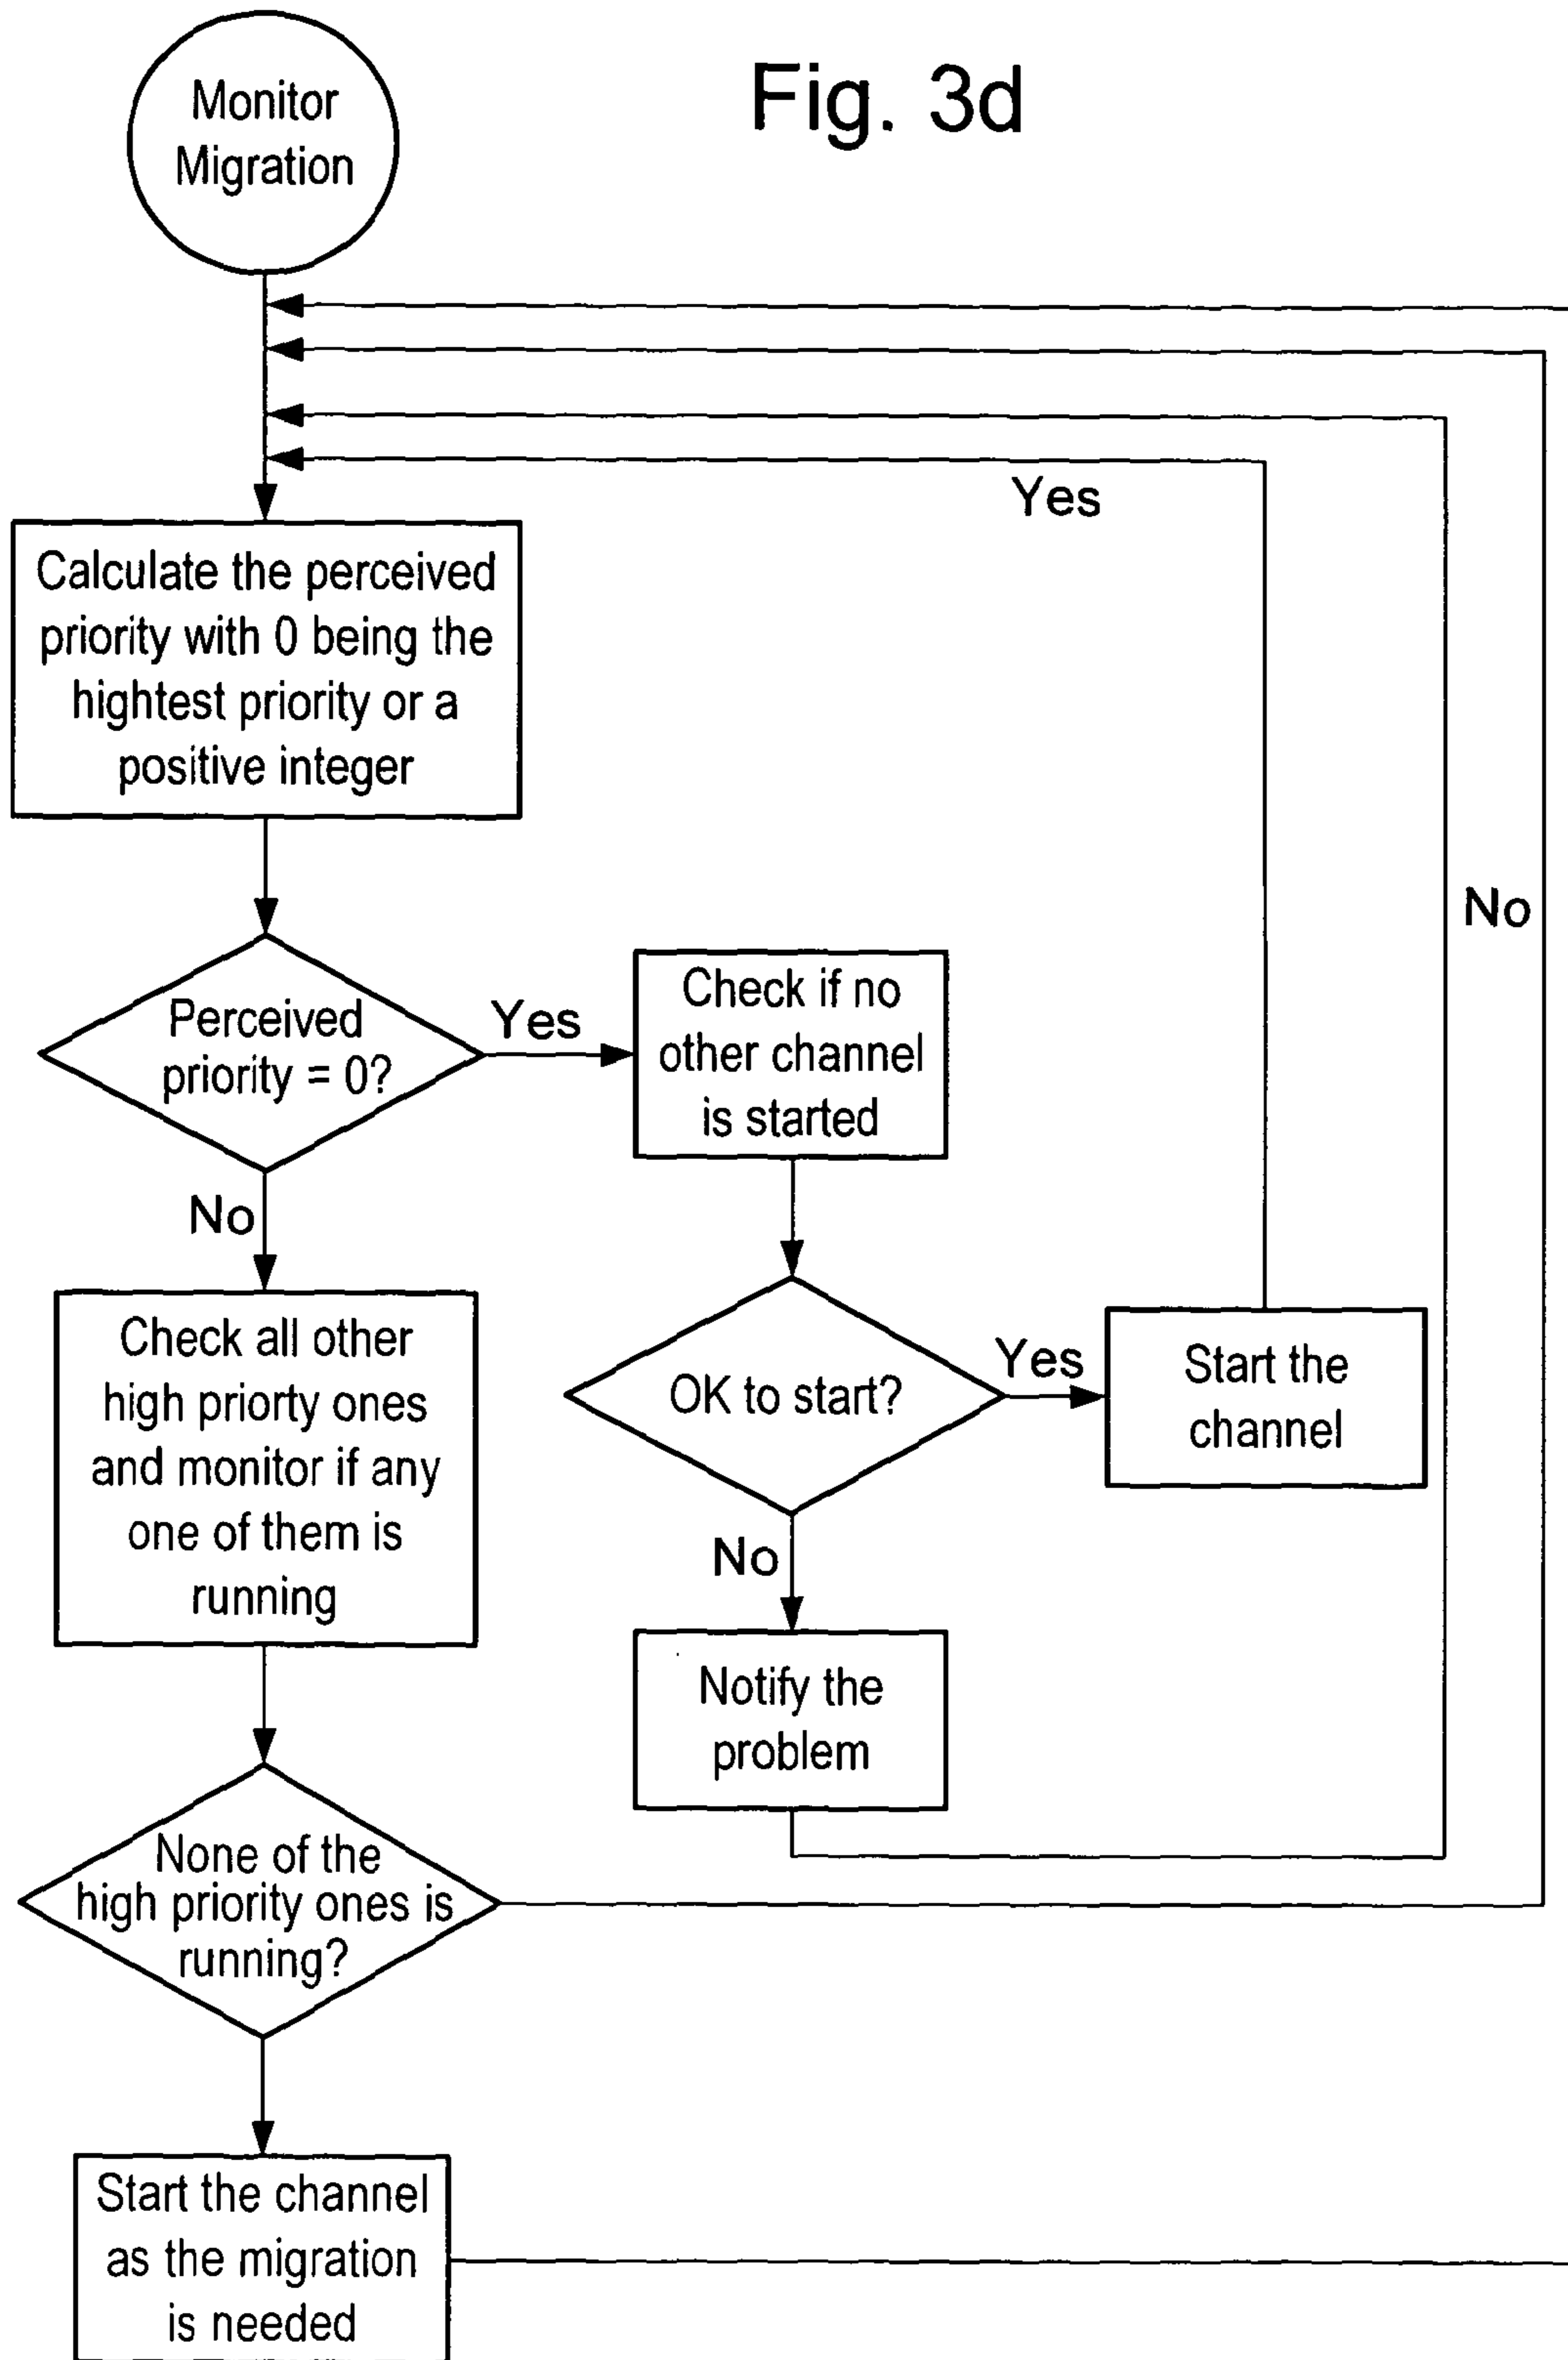 Fig. 3d
Monitor
Migration
Yes
Calculate the perceived
priority with 0 being the
hightest priority or a
positive integer
No
Perceived
priority = 0?
Yes
Check if no
other channel
is started
No
Check all other
high priorty ones
and monitor if any
one of them is
running
OK to start?
Yes
Start the
channel
No
Notify the
problem
None of the
high priority ones is
running?
Start the channel
as the migration
is needed